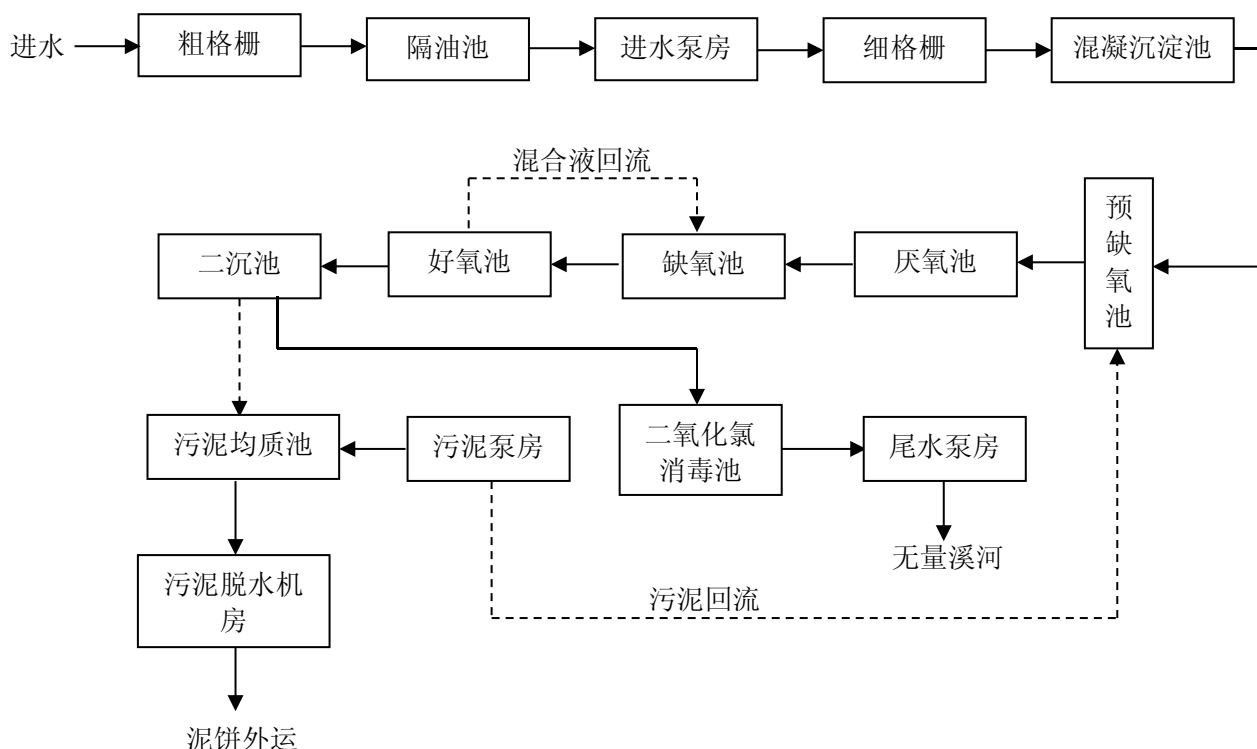 进水
粗格栅
隔油池
进水泵房
细格栅
混凝沉淀池
混合液回流
二沉池
好氧池
缺氧池
厌氧池
预
缺
氧
池
污泥均质池
污泥泵房
二氧化氯
消毒池
尾水泵房
无量溪河
污泥脱水机
房
污泥回流
泥饼外运